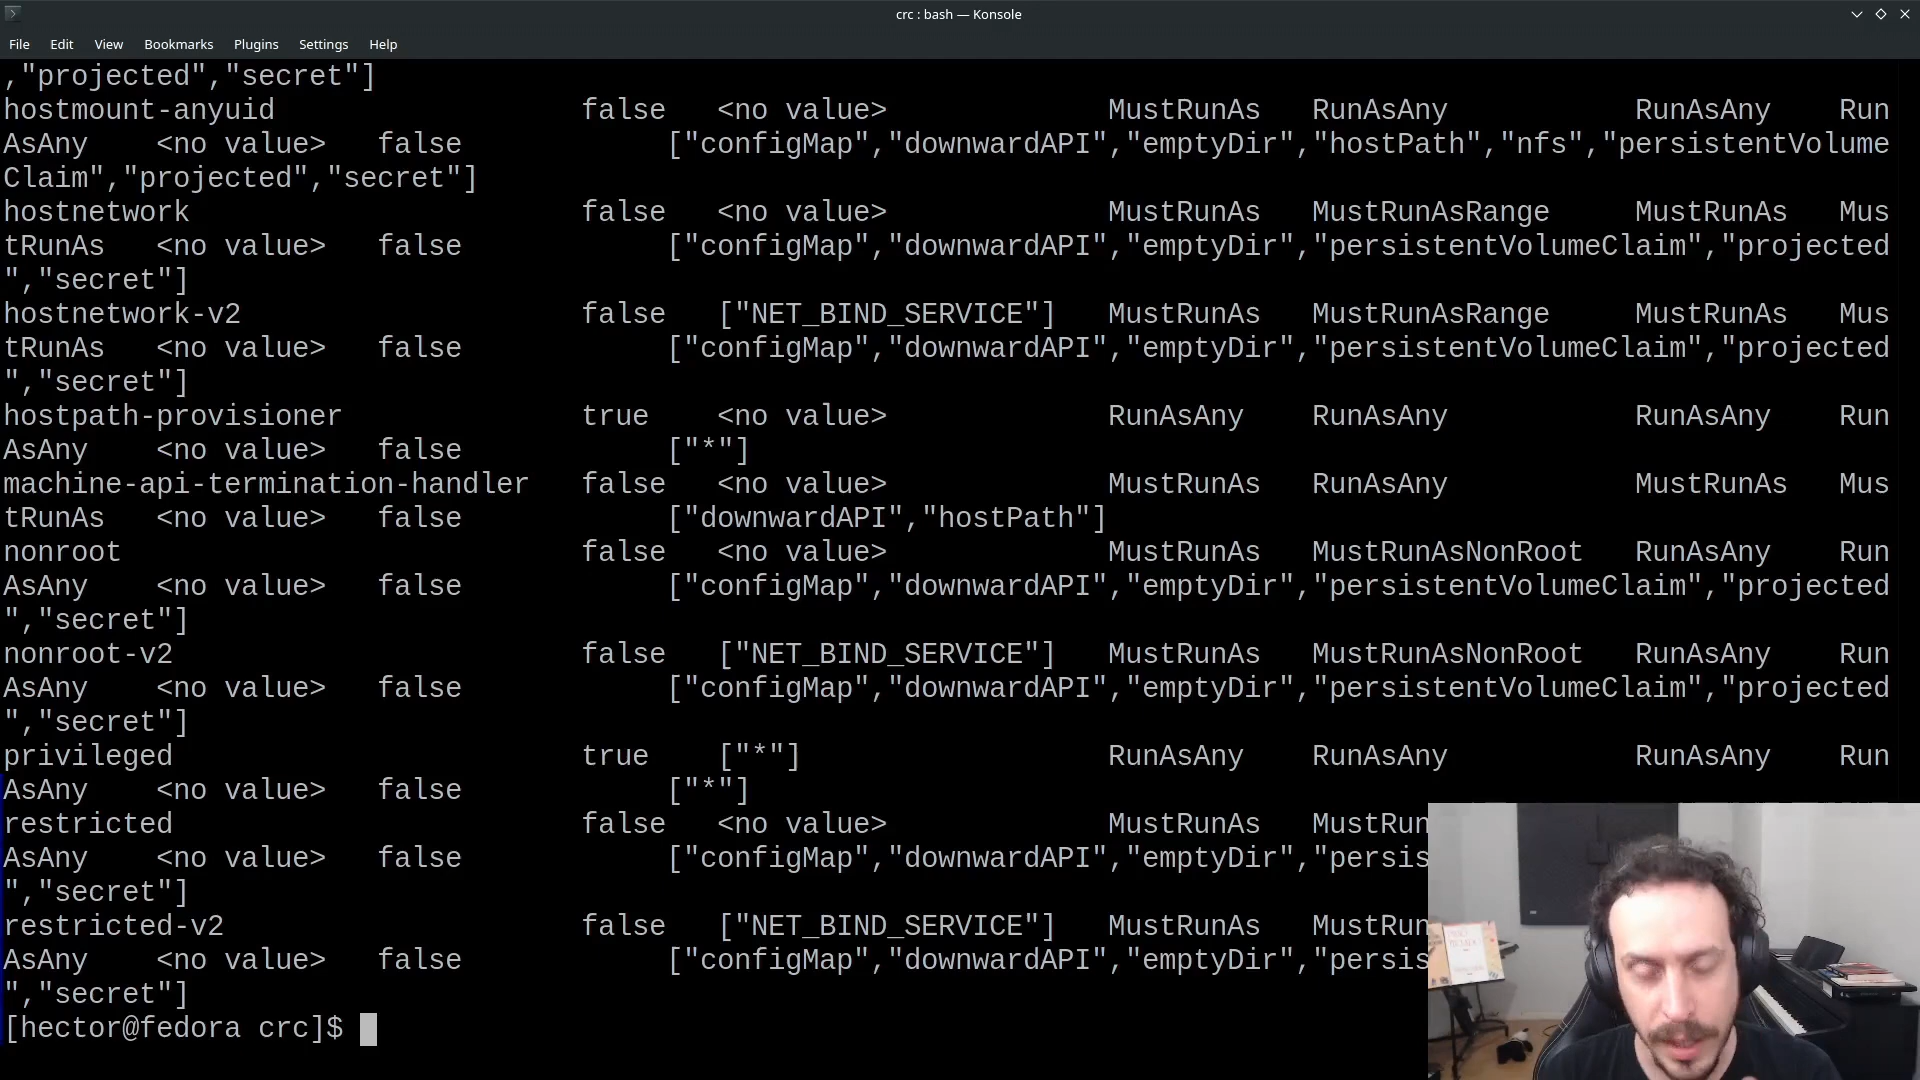 crc : bash — Konsole
File Edit View Bookmarks Plugins Settings Help
,"projected","secret"]
hostmount-anyuid false <no value> MustRunAs RunAsAny RunAsAny Run
AsAny <no value> false ["configMap","downwardAPI","emptyDir","hostPath","nfs","persistentVolume
Claim","projected","secret"]
hostnetwork false <no value> MustRunAs MustRunAsRange MustRunAs Mus
tRunAs <no value> false ["configMap","downwardAPI","emptyDir","persistentVolumeClaim","projected
","secret"]
hostnetwork-v2 false ["NET_BIND_SERVICE"] MustRunAs MustRunAsRange MustRunAs Mus
tRunAs <no value> false ["configMap","downwardAPI","emptyDir","persistentVolumeClaim","projected
","secret"]
hostpath-provisioner true <no value> RunAsAny RunAsAny RunAsAny Run
AsAny <no value> false ["*"]
machine-api-termination-handler false <no value> MustRunAs RunAsAny MustRunAs Mus
tRunAs <no value> false ["downwardAPI","hostPath"]
nonroot false <no value> MustRunAs MustRunAsNonRoot RunAsAny Run
AsAny <no value> false ["configMap","downwardAPI","emptyDir","persistentVolumeClaim","projected
","secret"]
nonroot-v2 false ["NET_BIND_SERVICE"] MustRunAs MustRunAsNonRoot RunAsAny Run
AsAny <no value> false ["configMap","downwardAPI","emptyDir","persistentVolumeClaim","projected
","secret"]
privileged true ["*"] RunAsAny RunAsAny RunAsAny Run
AsAny <no value> false ["*"]
restricted false <no value> MustRunAs MustRun
AsAny <no value> false ["configMap","downwardAPI","emptyDir","persis
","secret"]
restricted-v2 false ["NET_BIND_SERVICE"] MustRunAs MustRun
AsAny <no value> false ["configMap","downwardAPI","emptyDir","persis
","secret"]
[hector@fedora crc]$